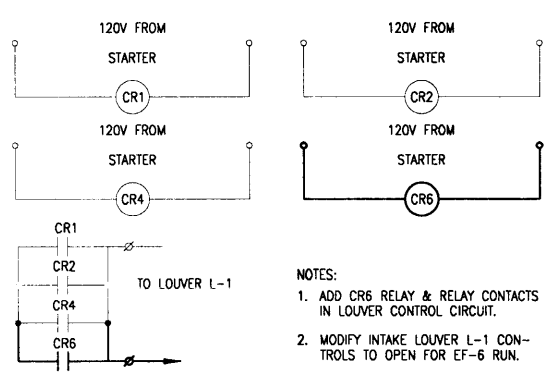 120V FROM
STARTER
CR1
120V FROM
STARTER
CR2
120V FROM
STARTER
CR4
120V FROM
STARTER
CR6
CR1
CR2
CR4
CR6
TO LOUVER L-1
NOTES:
1. ADD CR6 RELAY & RELAY CONTACTS
IN LOUVER CONTROL CIRCUIT.
2. MODIFY INTAKE LOUVER L-1 CON-
TROLS TO OPEN FOR EF-6 RUN.